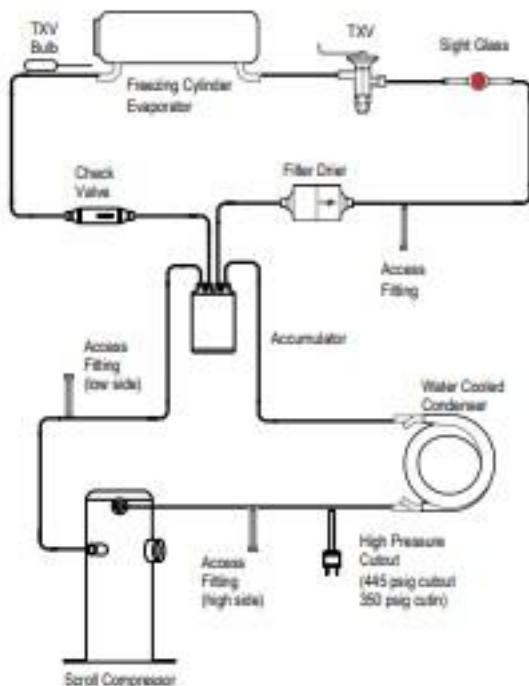 TXV
Bulb
TXV
Sight Glass
Freezing Cylinder
Evaporator
Check
Valve
Filter Drier
Access
Fitting
Accumulator
Access
Fitting
(low side)
Water Cooled
Condenser
Access
Fitting
(high side)
High Pressure
Cutout
(445 psig cutout
350 psig cutin)
Scroll Compressor